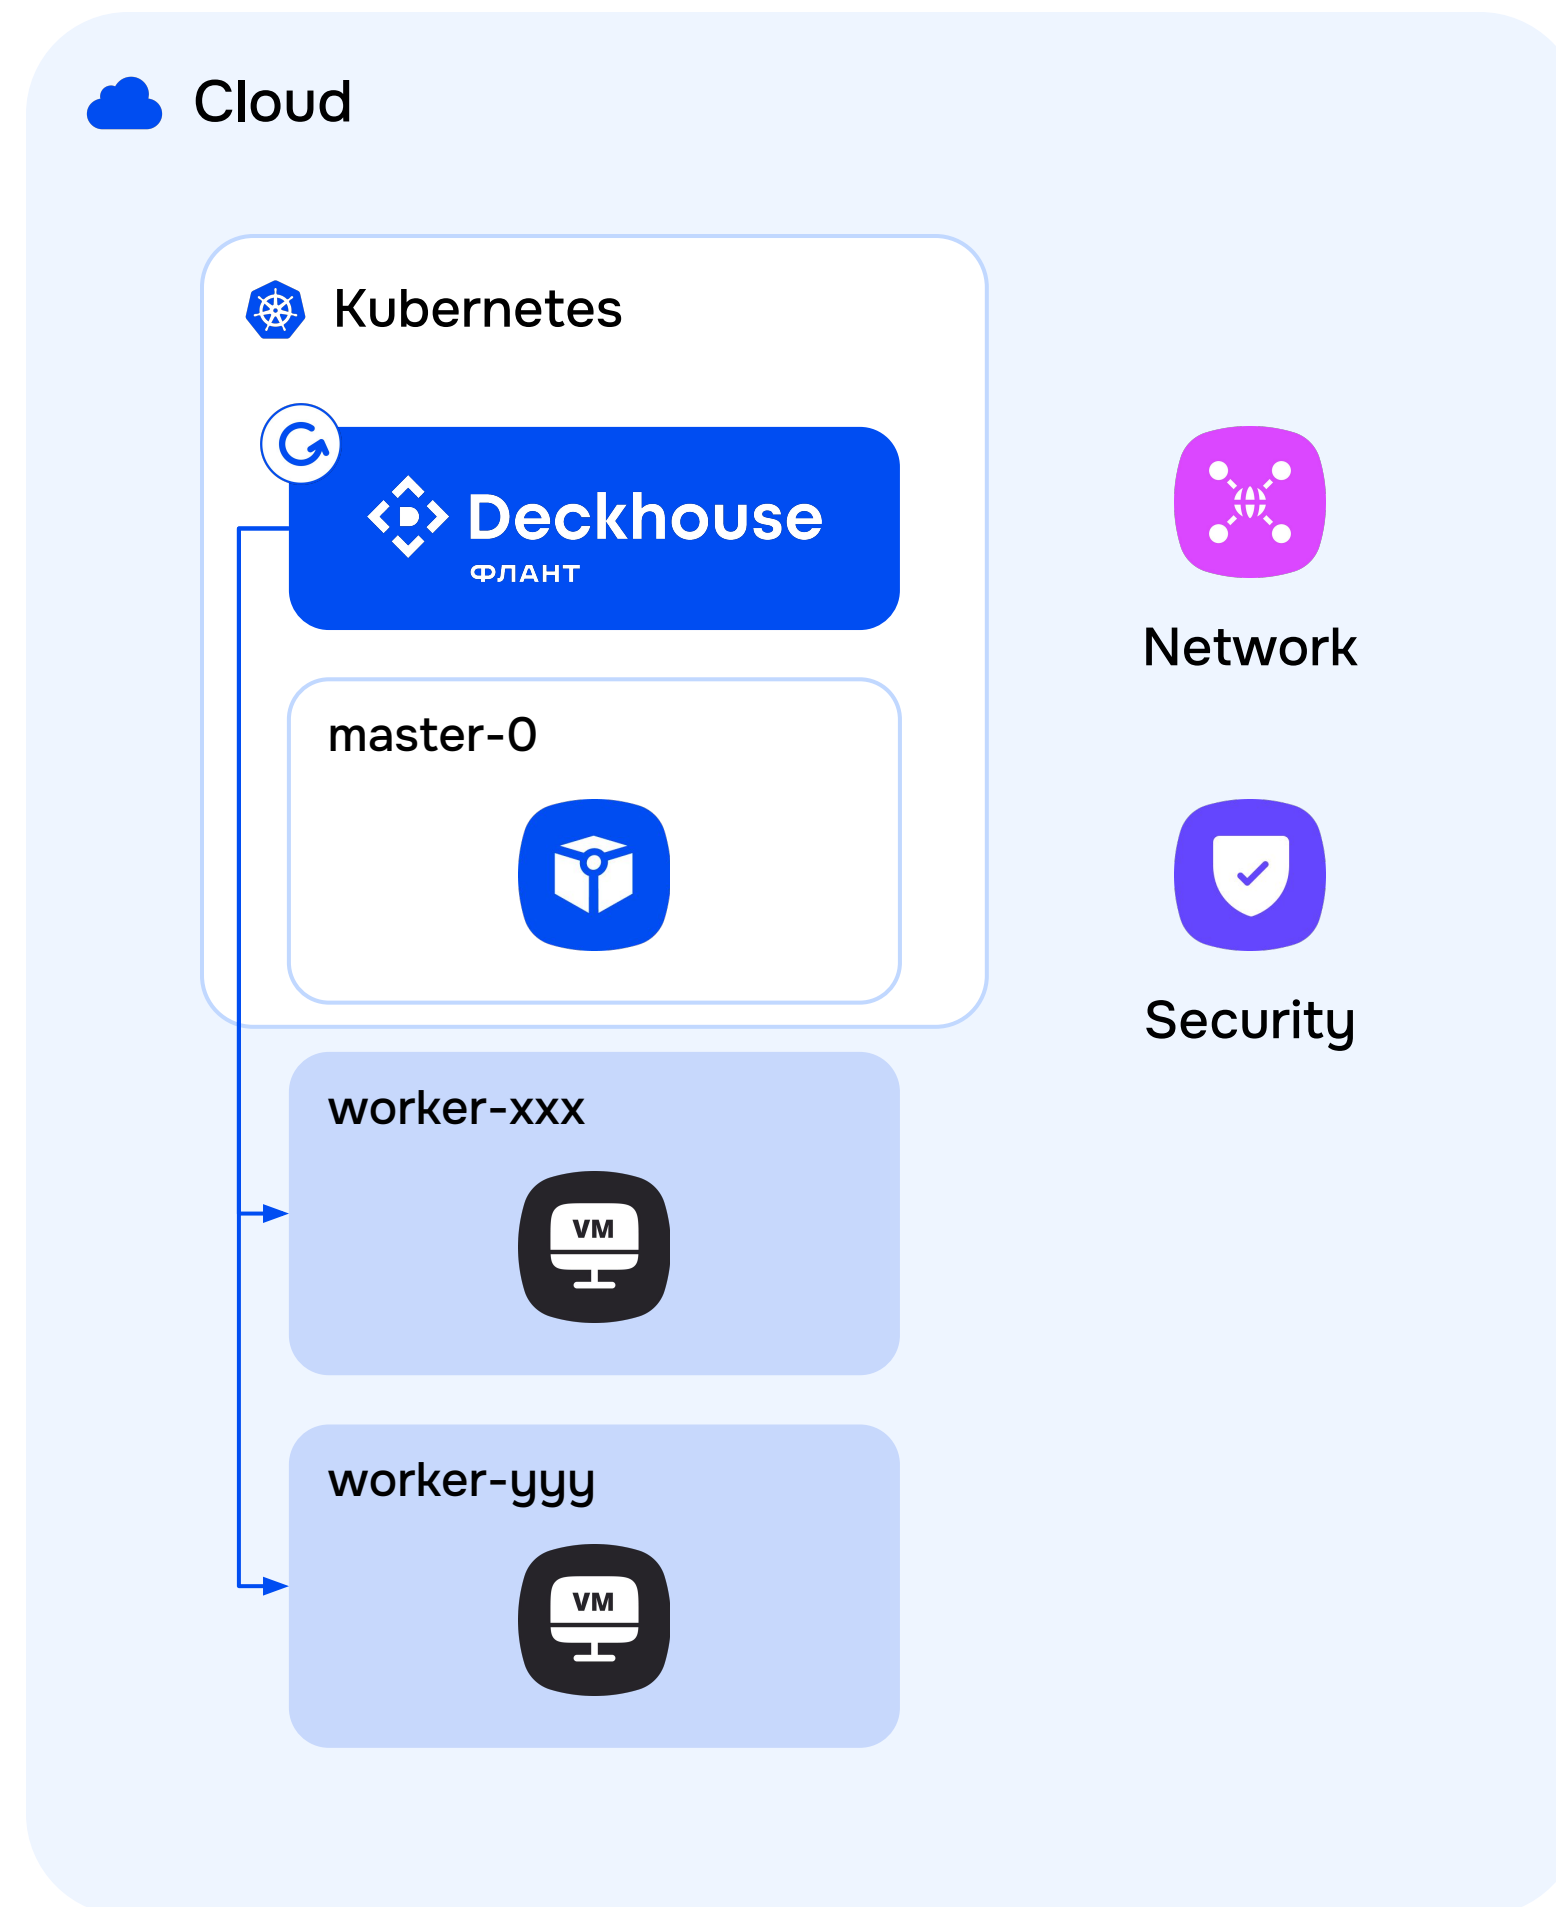 Cloud
Kubernetes
Deckhouse
ФЛАНТ
master-0
worker-xxx
VM
worker-yyy
VM
Network
Security